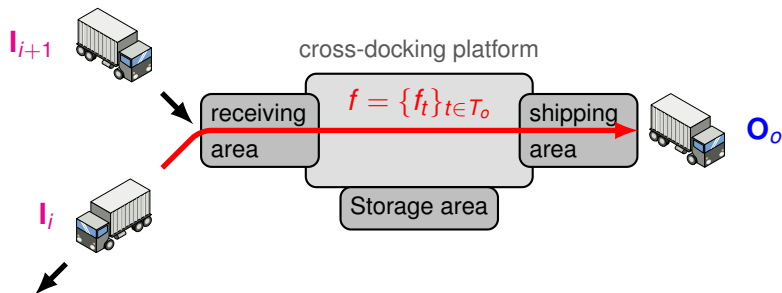 I_{i+1}
cross-docking platform
receiving
area
f = {f_t}_{t∈T_o}
shipping
area
O_o
I_i
Storage area